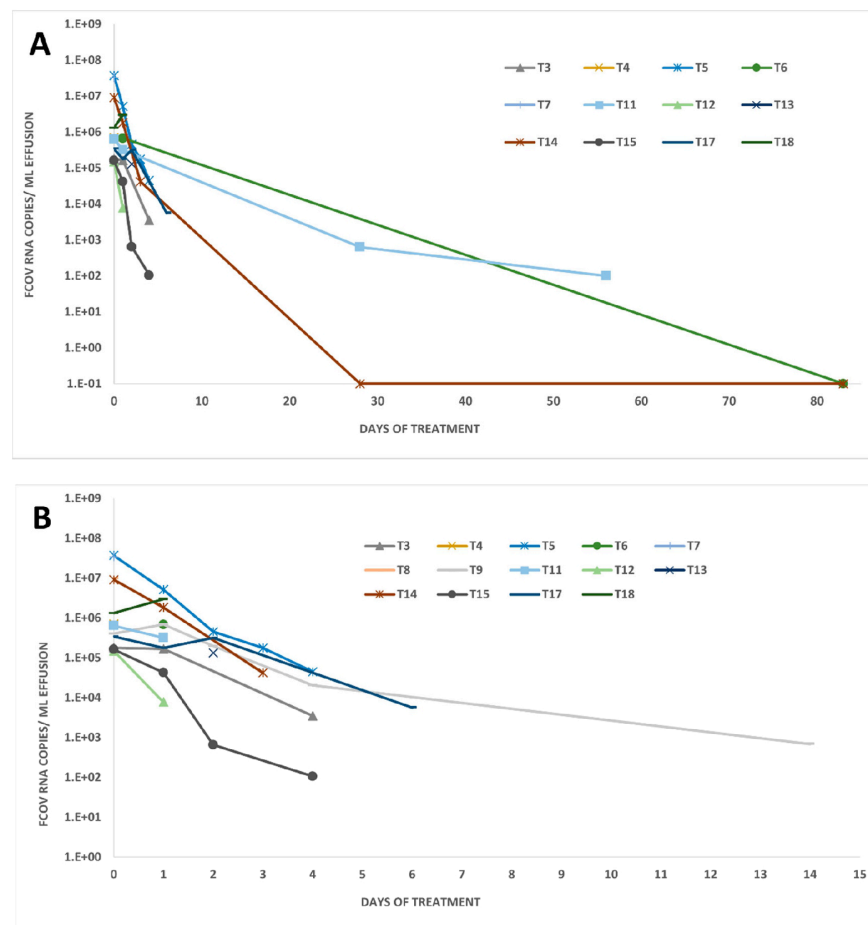 A
1.E+09
1.E+08
1.E+07
1.E+06
1.E+05
1.E+04
1.E+03
1.E+02
1.E+01
1.E+00
1.E-01
FCOV RNA COPIES/ ML EFFUSION
T3 T4 T5 T6
T7 T11 T12 T13
T14 T15 T17 T18
0 10 20 30 40 50 60 70 80
DAYS OF TREATMENT
B
1.E+09
1.E+08
1.E+07
1.E+06
1.E+05
1.E+04
1.E+03
1.E+02
1.E+01
1.E+00
FCOV RNA COPIES/ ML EFFUSION
T3 T4 T5 T6 T7
T8 T9 T11 T12 T13
T14 T15 T17 T18
0 1 2 3 4 5 6 7 8 9 10 11 12 13 14 15
DAYS OF TREATMENT